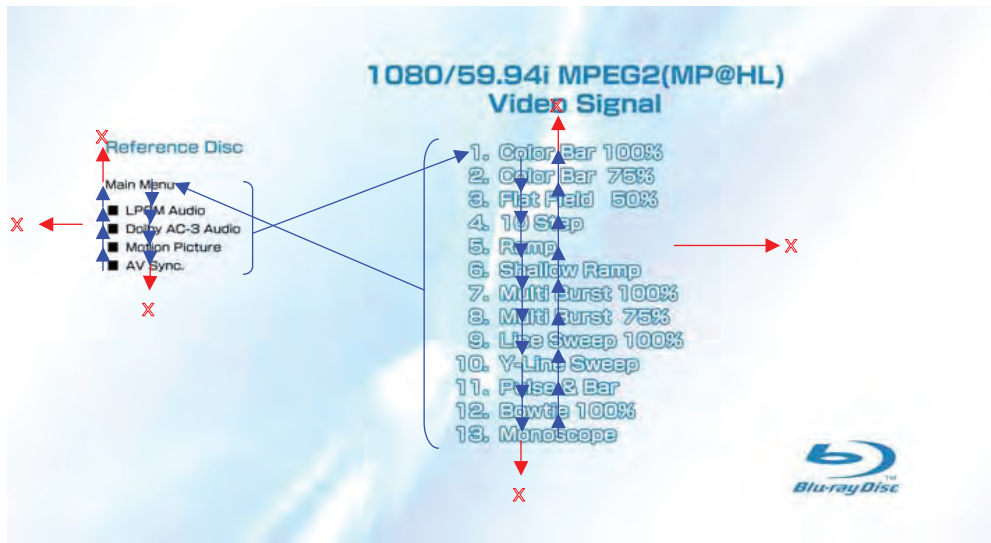 1080/59.94i MPEG2(MP@HL)
Video Signal
X
X
Reference Disc
Main Menu
■ LPCM Audio
■ Dolby AC-3 Audio
■ Motion Picture
■ AV Sync.
X
X
1. Color Bar 100%
2. Color Bar 75%
3. Flat Field 50%
4. 10 Step
5. Ramp
6. Shallow Ramp
7. Multi Burst 100%
8. Multi Burst 75%
9. Line Sweep 100%
10. Y-Line Sweep
11. Pulse & Bar
12. Bowtie 100%
13. Monoscope
X
X
Blu-ray Disc™